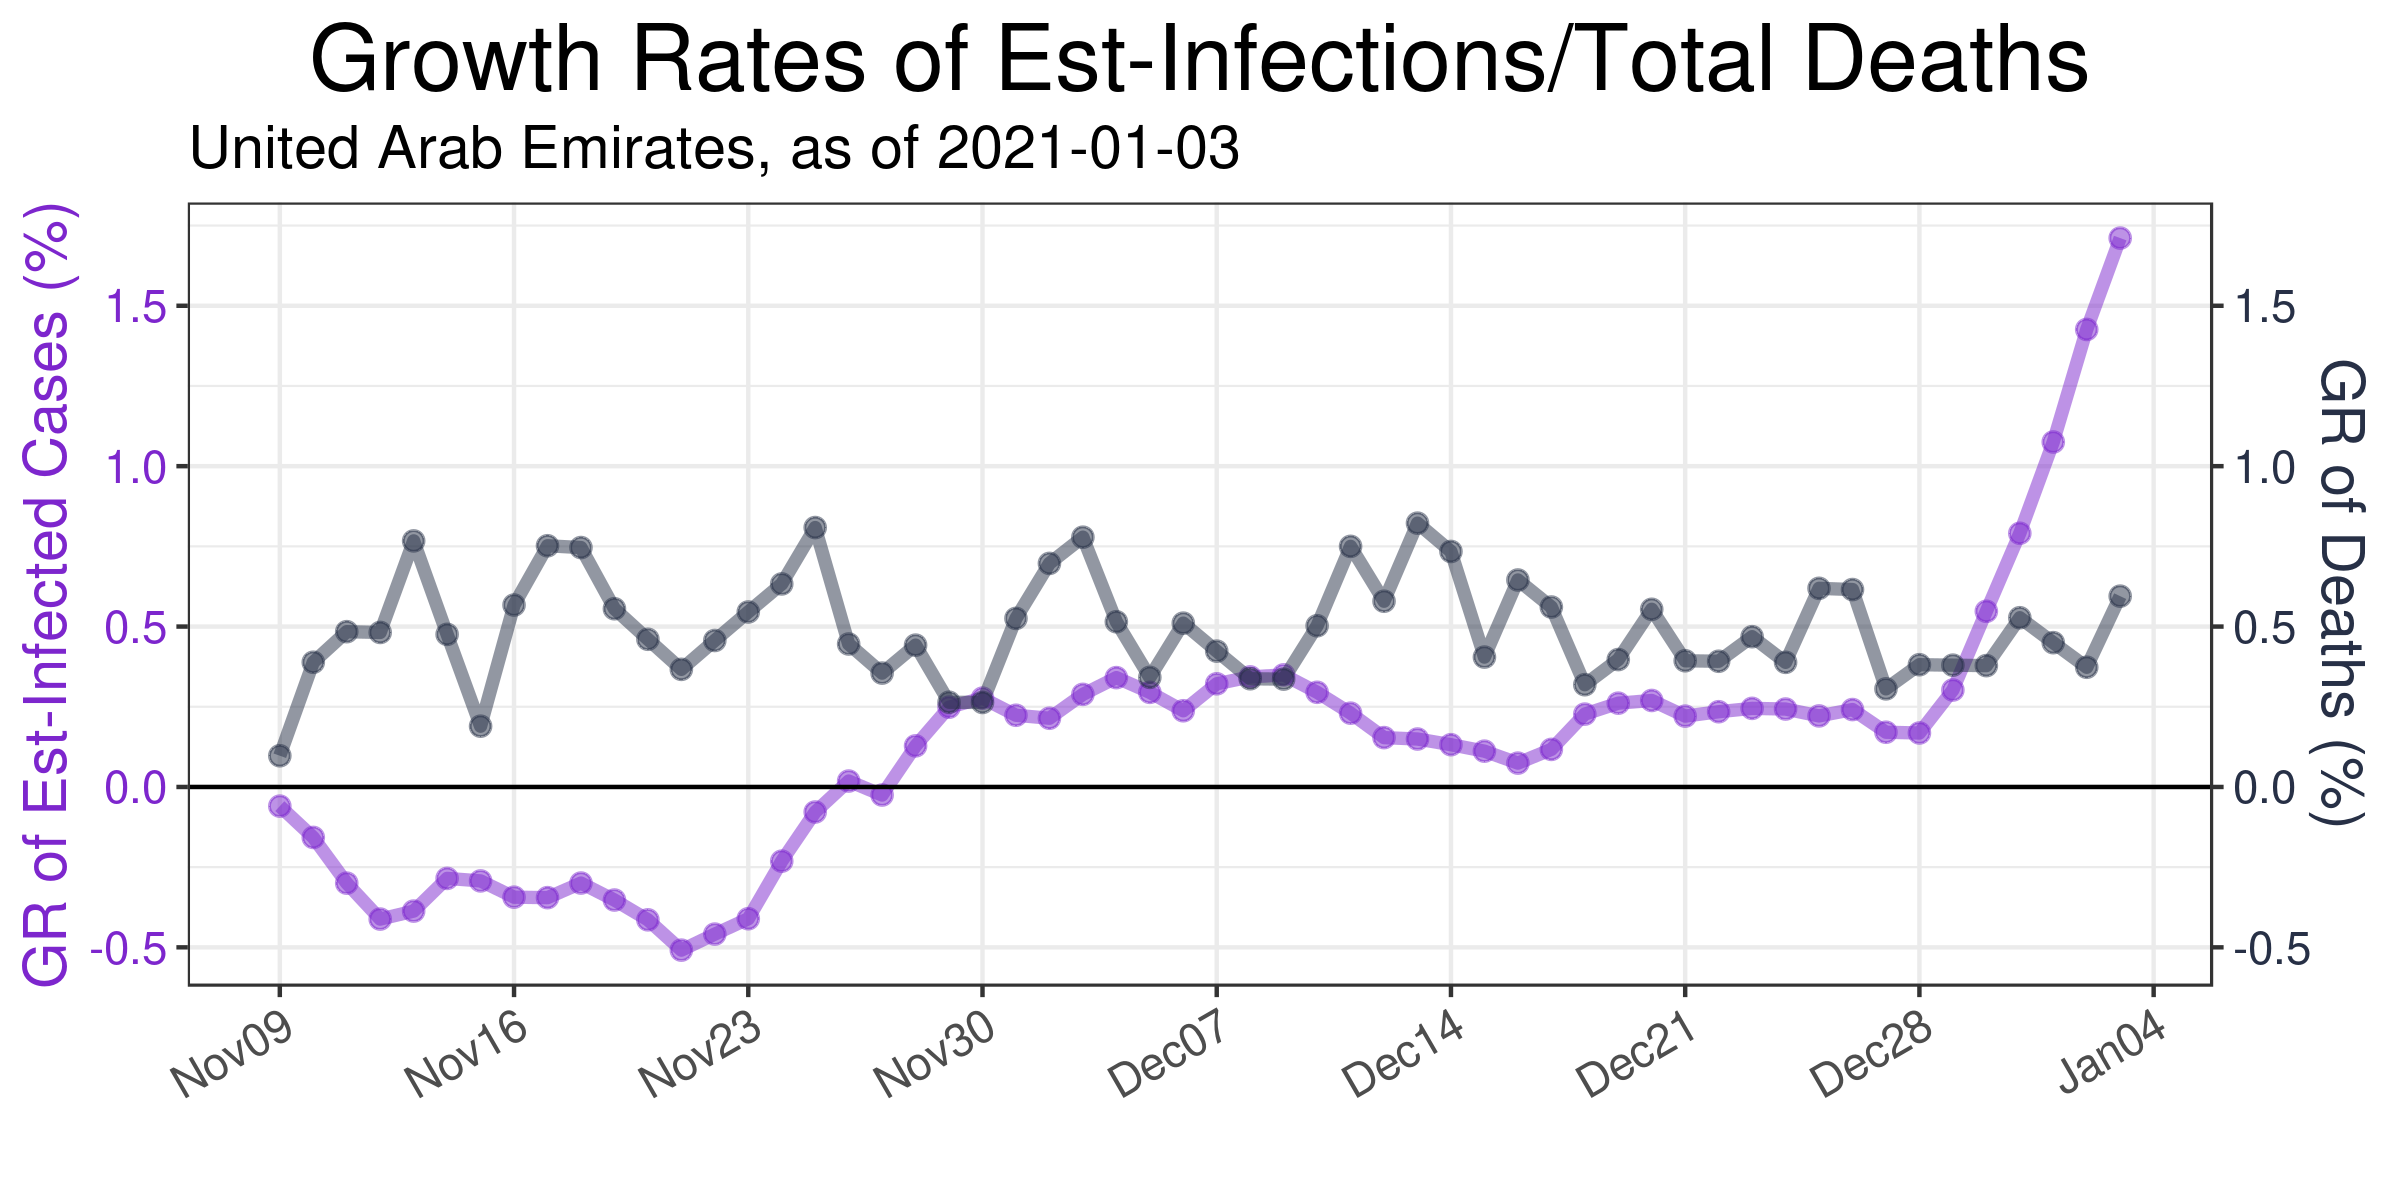 Growth Rates of Est-Infections/Total Deaths
United Arab Emirates, as of 2021-01-03
GR of Est-Infected Cases (%)
1.5
1.0
0.5
0.0
-0.5
1.5
1.0
0.5
0.0
-0.5
GR of Deaths (%)
Nov09
Nov16
Nov23
Nov30
Dec07
Dec14
Dec21
Dec28
Jan04